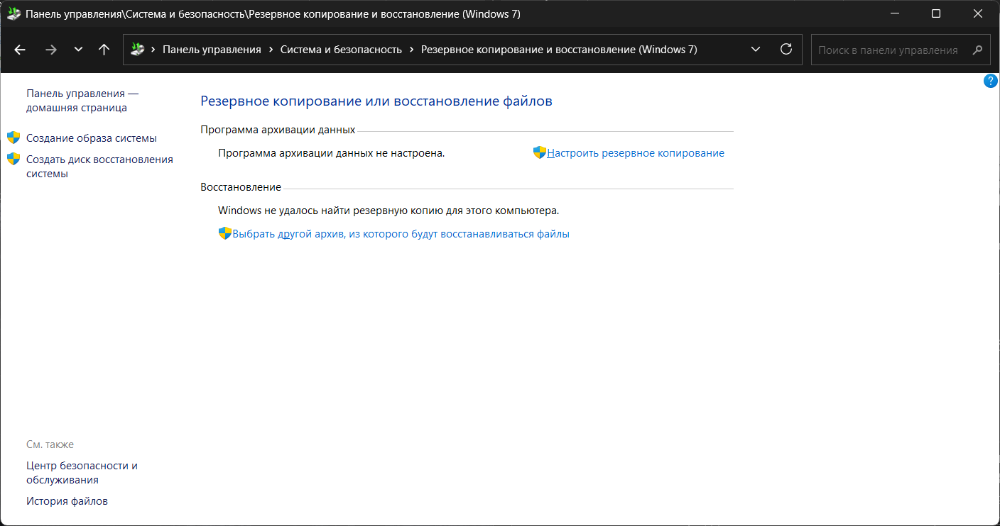 Панель управления\Система и безопасность\Резервное копирование и восстановление (Windows 7)
Панель управления › Система и безопасность › Резервное копирование и восстановление (Windows 7)
Поиск в панели управления
?
Панель управления —
домашняя страница
Создание образа системы
Создать диск восстановления
системы
Резервное копирование или восстановление файлов
Программа архивации данных
Программа архивации данных не настроена.
Настроить резервное копирование
Восстановление
Windows не удалось найти резервную копию для этого компьютера.
Выбрать другой архив, из которого будут восстанавливаться файлы
См. также
Центр безопасности и
обслуживания
История файлов